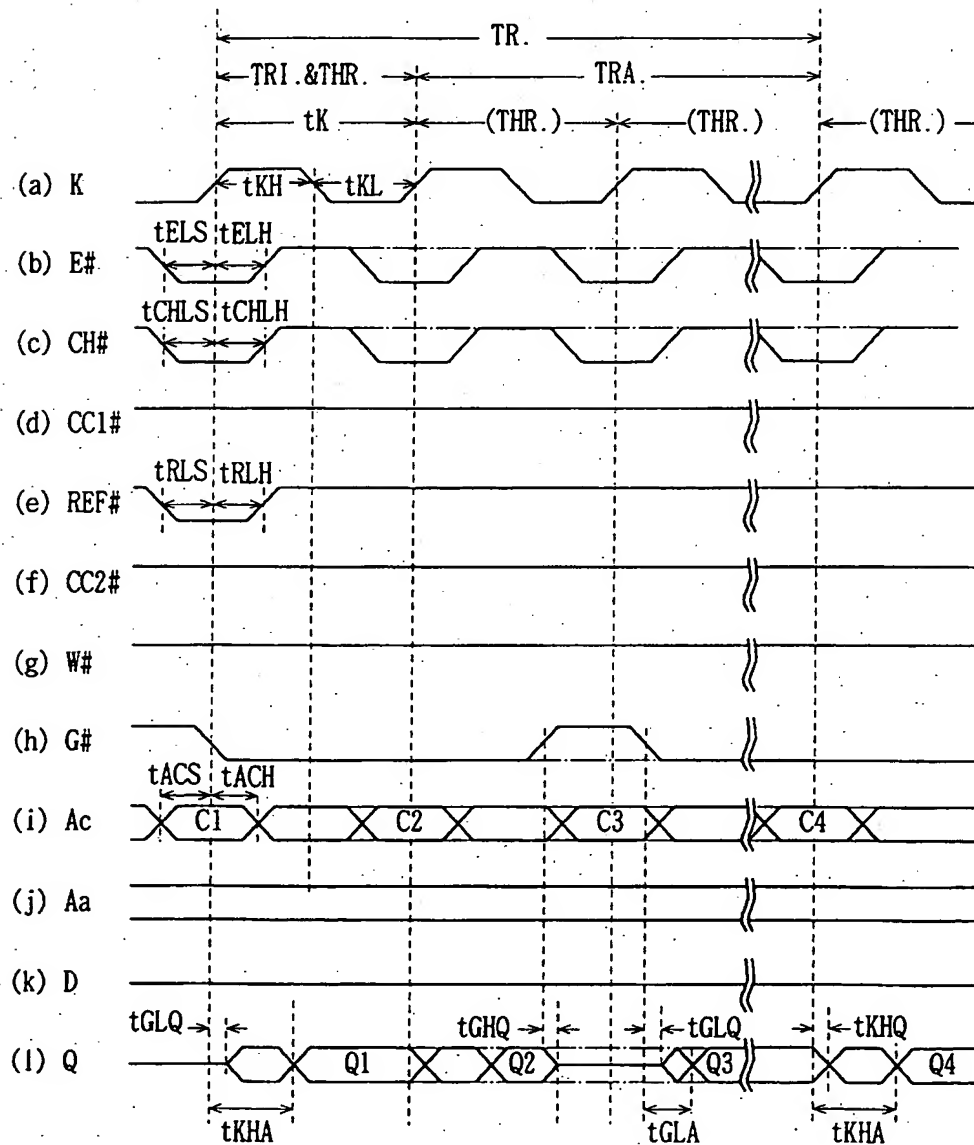 TR.
TRI.&THR. TRA.
tK (THR.) (THR.) (THR.)
(a) K tKH tKL
tELS tELH
(b) E#
tCHLS tCHLH
(c) CH#
(d) CC1#
tRLS tRLH
(e) REF#
(f) CC2#
(g) W#
(h) G#
tACS tACH
(i) Ac C1 C2 C3 C4
(j) Aa
(k) D
tGLQ tGHQ tGLQ tKHQ
(l) Q Q1 Q2 Q3 Q4
tKHA tGLA tKHA